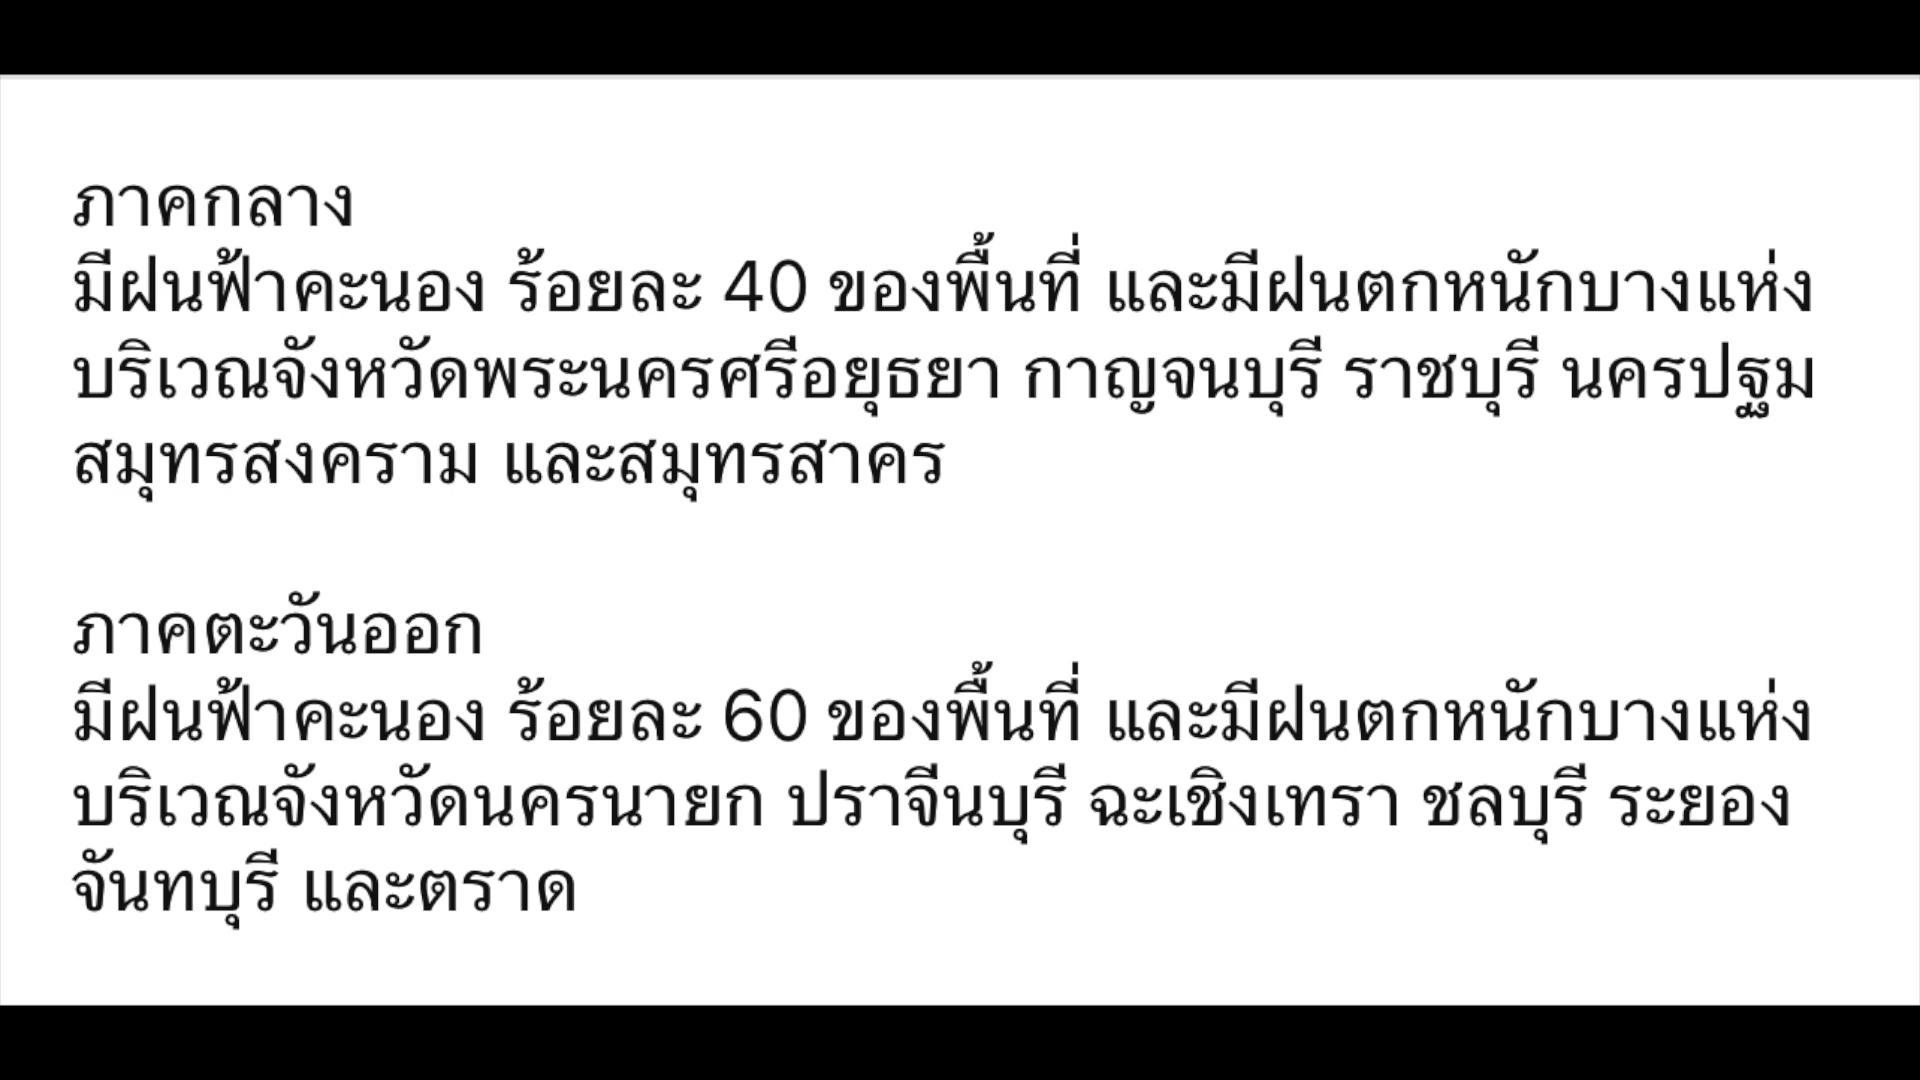 ภาคกลาง
มีฝนฟ้าคะนอง ร้อยละ 40 ของพื้นที่ และมีฝนตกหนักบางแห่ง
บริเวณจังหวัดพระนครศรีอยุธยา กาญจนบุรี ราชบุรี นครปฐม
สมุทรสงคราม และสมุทรสาคร
ภาคตะวันออก
มีฝนฟ้าคะนอง ร้อยละ 60 ของพื้นที่ และมีฝนตกหนักบางแห่ง
บริเวณจังหวัดนครนายก ปราจีนบุรี ฉะเชิงเทรา ชลบุรี ระยอง
จันทบุรี และตราด